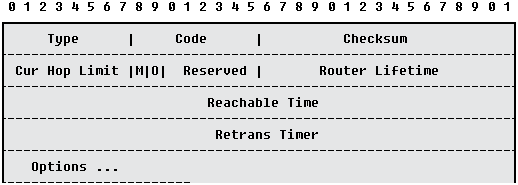 0 1 2 3 4 5 6 7 8 9 0 1 2 3 4 5 6 7 8 9 0 1 2 3 4 5 6 7 8 9 0 1
Type | Code | Checksum
Cur Hop Limit |M|O| Reserved | Router Lifetime
Reachable Time
Retrans Timer
Options ...